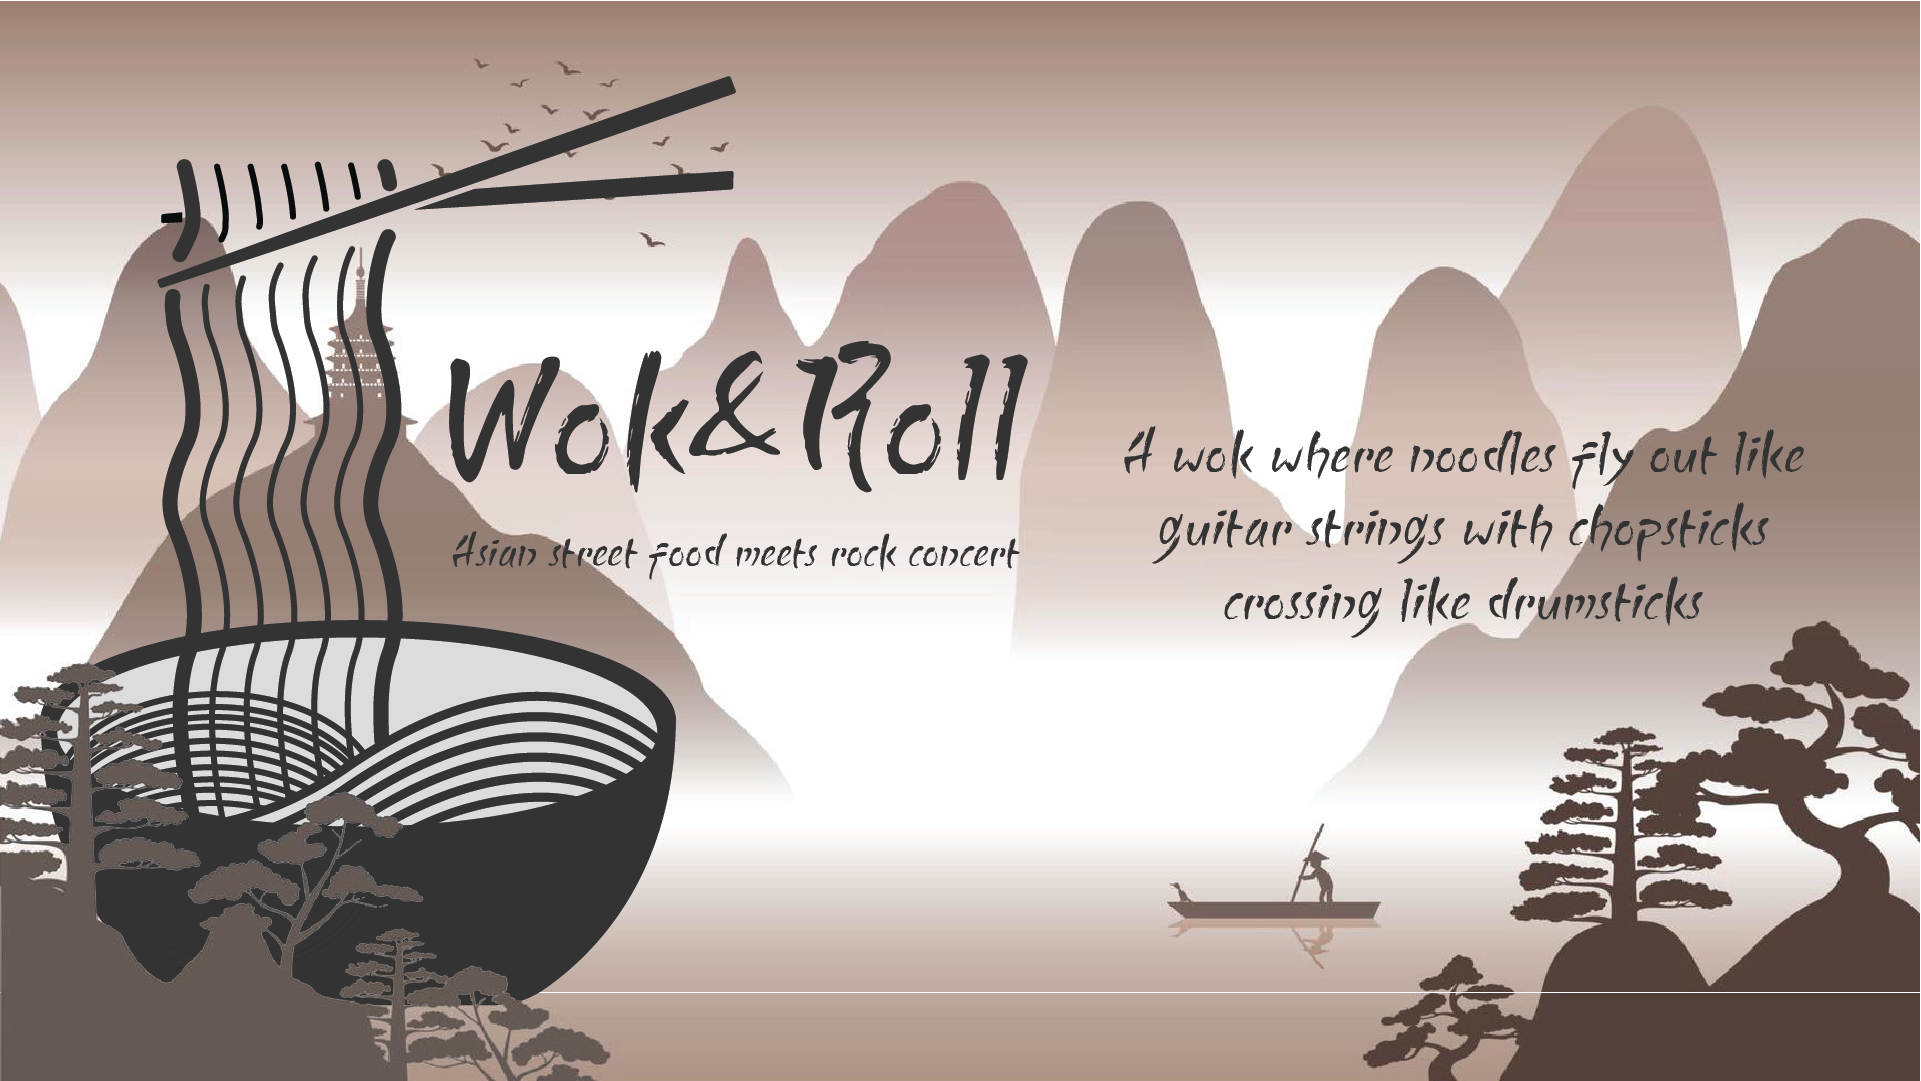 Wok&Roll
Asian street food meets rock concert
A wok where noodles fly out like
guitar strings with chopsticks
crossing like drumsticks